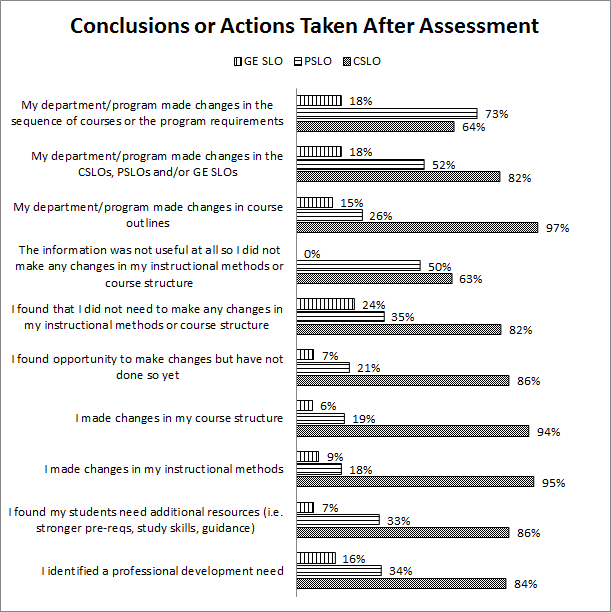 Conclusions or Actions Taken After Assessment
GE SLO PSLO CSLO
My department/program made changes in the
sequence of courses or the program requirements
18%
73%
64%
My department/program made changes in the
CSLOs, PSLOs and/or GE SLOs
18%
52%
82%
My department/program made changes in course
outlines
15%
26%
97%
The information was not useful at all so I did not
make any changes in my instructional methods or
course structure
0%
50%
63%
I found that I did not need to make any changes in
my instructional methods or course structure
24%
35%
82%
I found opportunity to make changes but have not
done so yet
7%
21%
86%
I made changes in my course structure
6%
19%
94%
I made changes in my instructional methods
9%
18%
95%
I found my students need additional resources (i.e.
stronger pre-reqs, study skills, guidance)
7%
33%
86%
I identified a professional development need
16%
34%
84%